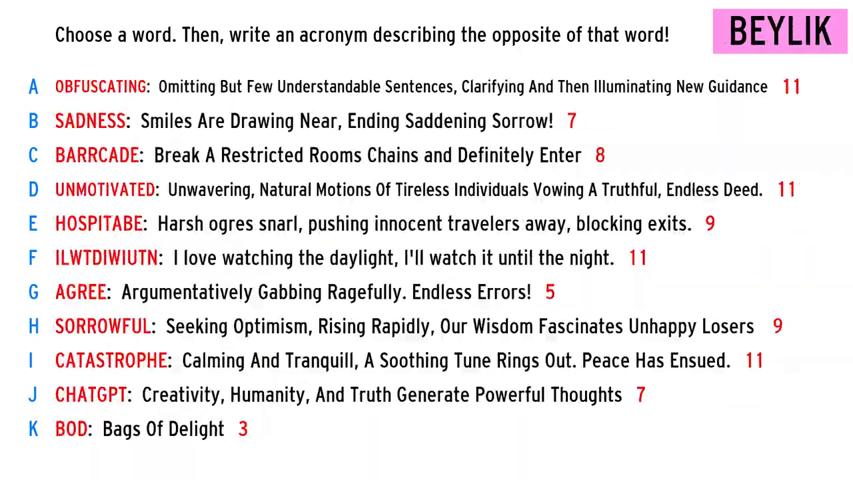 Choose a word. Then, write an acronym describing the opposite of that word!
BEYLIK
A OBFUSCATING: Omitting But Few Understandable Sentences, Clarifying And Then Illuminating New Guidance 11
B SADNESS: Smiles Are Drawing Near, Ending Saddening Sorrow! 7
C BARRCADE: Break A Restricted Rooms Chains and Definitely Enter 8
D UNMOTIVATED: Unwavering, Natural Motions Of Tireless Individuals Vowing A Truthful, Endless Deed. 11
E HOSPITABE: Harsh ogres snarl, pushing innocent travelers away, blocking exits. 9
F ILWTDIWIUTN: I love watching the daylight, I'll watch it until the night. 11
G AGREE: Argumentatively Gabbing Ragefully. Endless Errors! 5
H SORROWFUL: Seeking Optimism, Rising Rapidly, Our Wisdom Fascinates Unhappy Losers 9
I CATASTROPHE: Calming And Tranquill, A Soothing Tune Rings Out. Peace Has Ensued. 11
J CHATGPT: Creativity, Humanity, And Truth Generate Powerful Thoughts 7
K BOD: Bags Of Delight 3